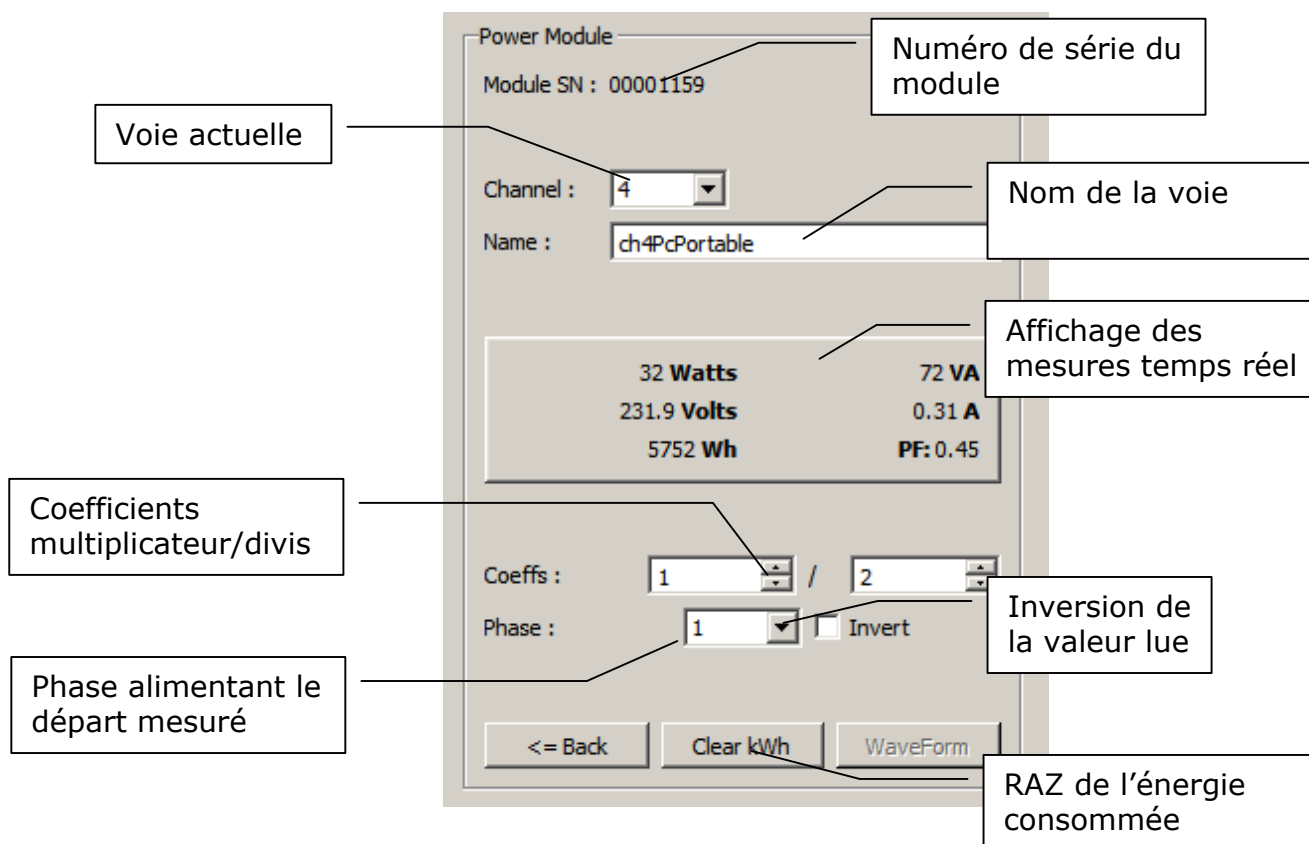 Power Module
Numéro de série du
module
Module SN : 00001159
Voie actuelle
Channel : 4
Nom de la voie
Name : ch4PcPortable
Affichage des
mesures temps réel
32 Watts 72 VA
231.9 Volts 0.31 A
5752 Wh PF: 0.45
Coefficients
multiplicateur/divis
Coeffs : 1 / 2
Inversion de
la valeur lue
Phase : 1 Invert
Phase alimentant le
départ mesuré
<= Back Clear kWh WaveForm
RAZ de l’énergie
consommée